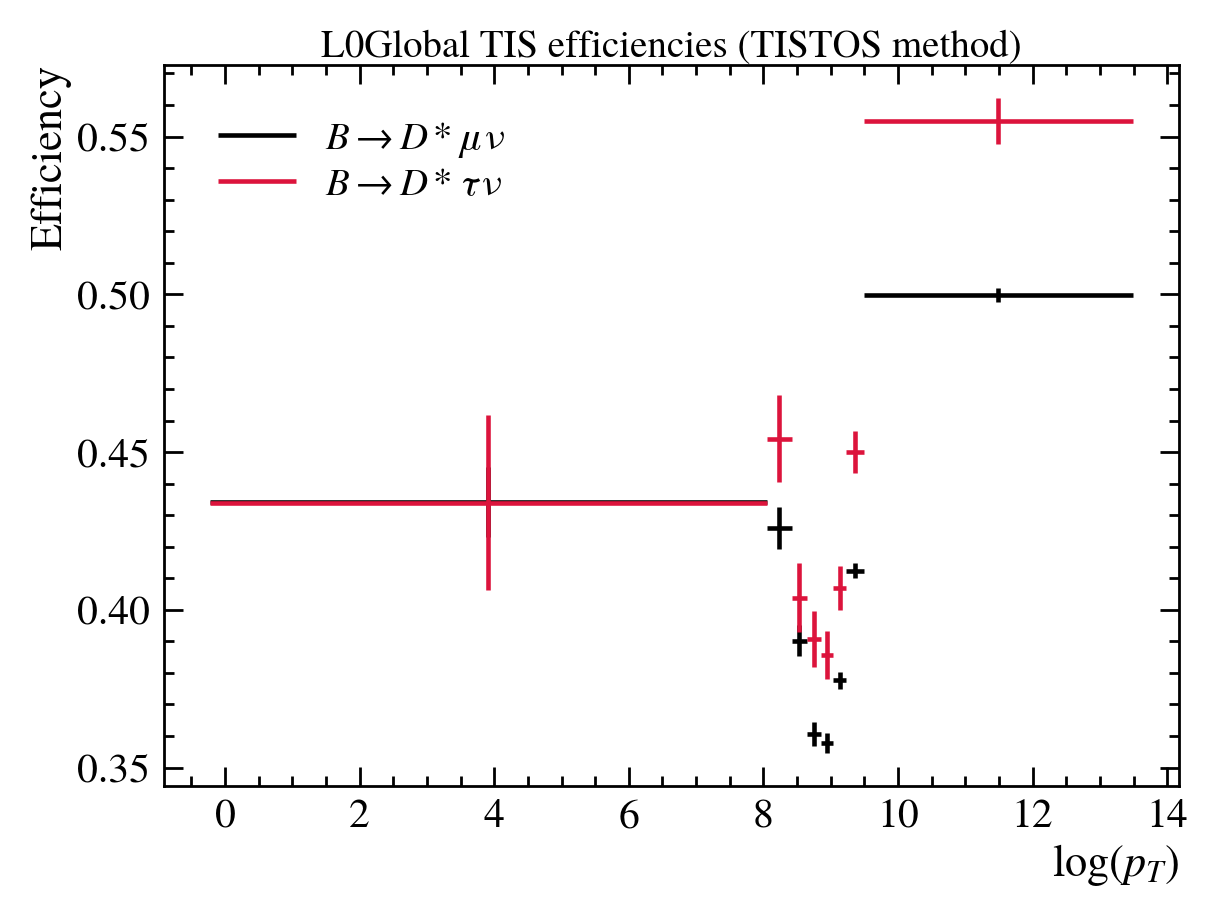 L0Global TIS efficiencies (TISTOS method)
Efficiency
B → D * μν
B → D * τν
0.55
0.50
0.45
0.40
0.35
0 2 4 6 8 10 12 14
log(p_T)